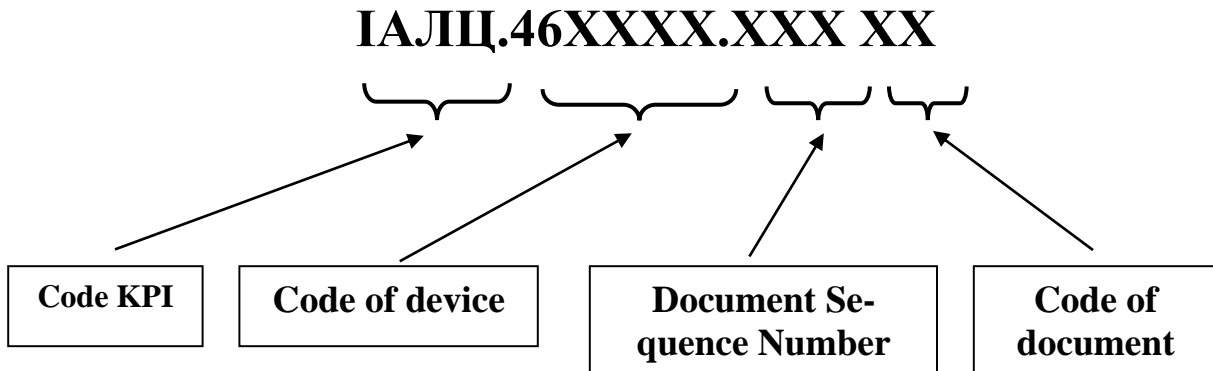 ІАЛЦ.46XXXX.XXX XX
Code KPI
Code of device
Document Se-
quence Number
Code of
document